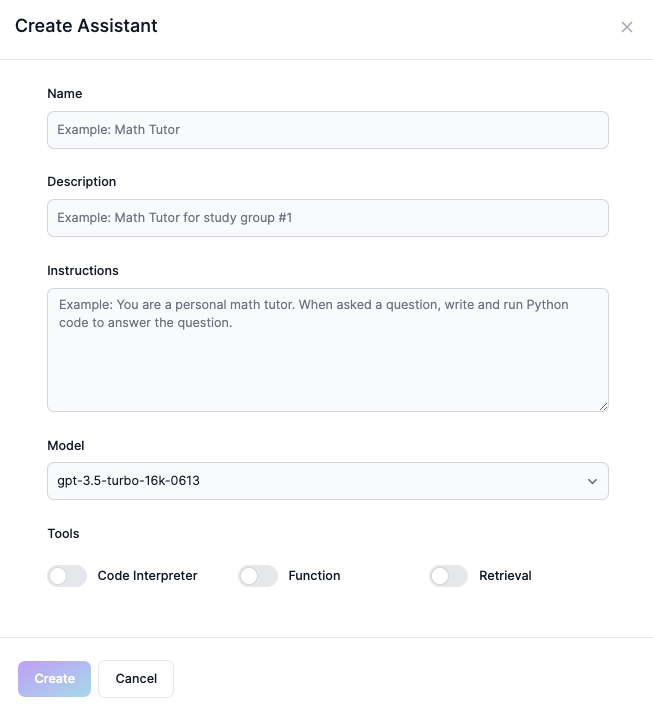 Create Assistant
Name
Example: Math Tutor
Description
Example: Math Tutor for study group #1
Instructions
Example: You are a personal math tutor. When asked a question, write and run Python
code to answer the question.
Model
gpt-3.5-turbo-16k-0613
Tools
Code Interpreter Function Retrieval
Create Cancel